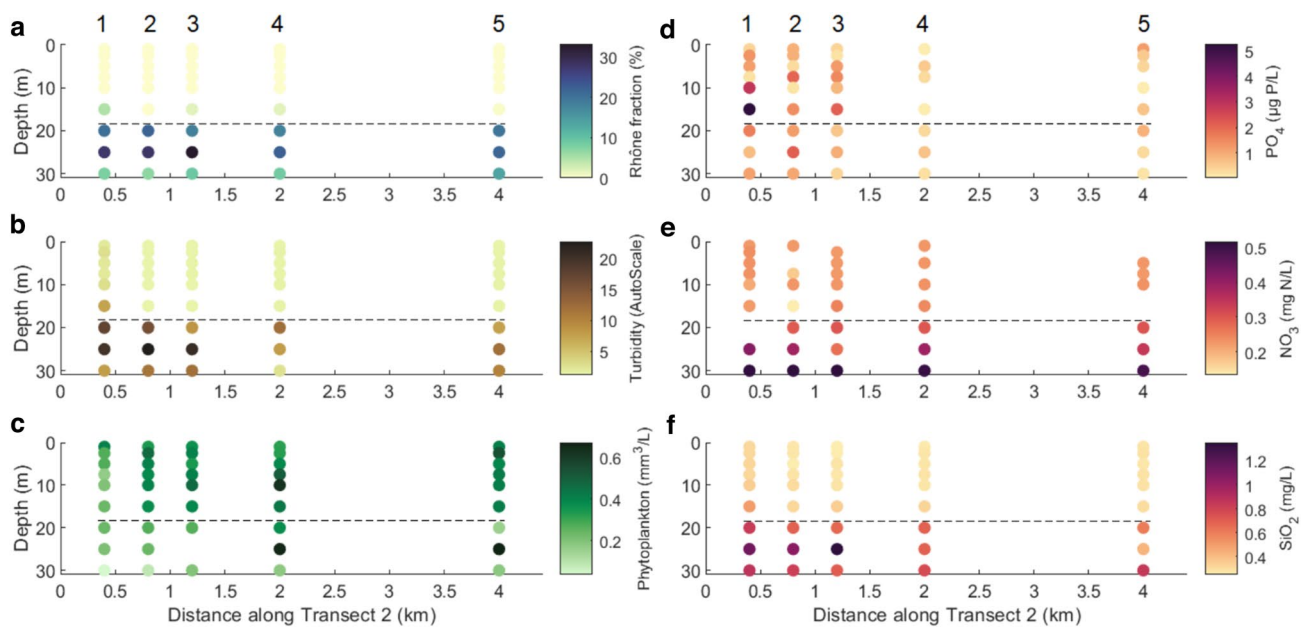 a
1 2 3 4 5
Depth (m)
0
10
20
30
0 0.5 1 1.5 2 2.5 3 3.5 4
30
20
10
0
Rhône fraction (%)
b
Depth (m)
0
10
20
30
0 0.5 1 1.5 2 2.5 3 3.5 4
20
15
10
5
Turbidity (AutoScale)
c
Depth (m)
0
10
20
30
0 0.5 1 1.5 2 2.5 3 3.5 4
Distance along Transect 2 (km)
0.6
0.4
0.2
Phytoplankton (mm³/L)
d
1 2 3 4 5
0
10
20
30
0 0.5 1 1.5 2 2.5 3 3.5 4
5
4
3
2
1
PO₄ (µg P/L)
e
0
10
20
30
0 0.5 1 1.5 2 2.5 3 3.5 4
0.5
0.4
0.3
0.2
NO₃ (mg N/L)
f
0
10
20
30
0 0.5 1 1.5 2 2.5 3 3.5 4
Distance along Transect 2 (km)
1.2
1
0.8
0.6
0.4
SiO₂ (mg/L)